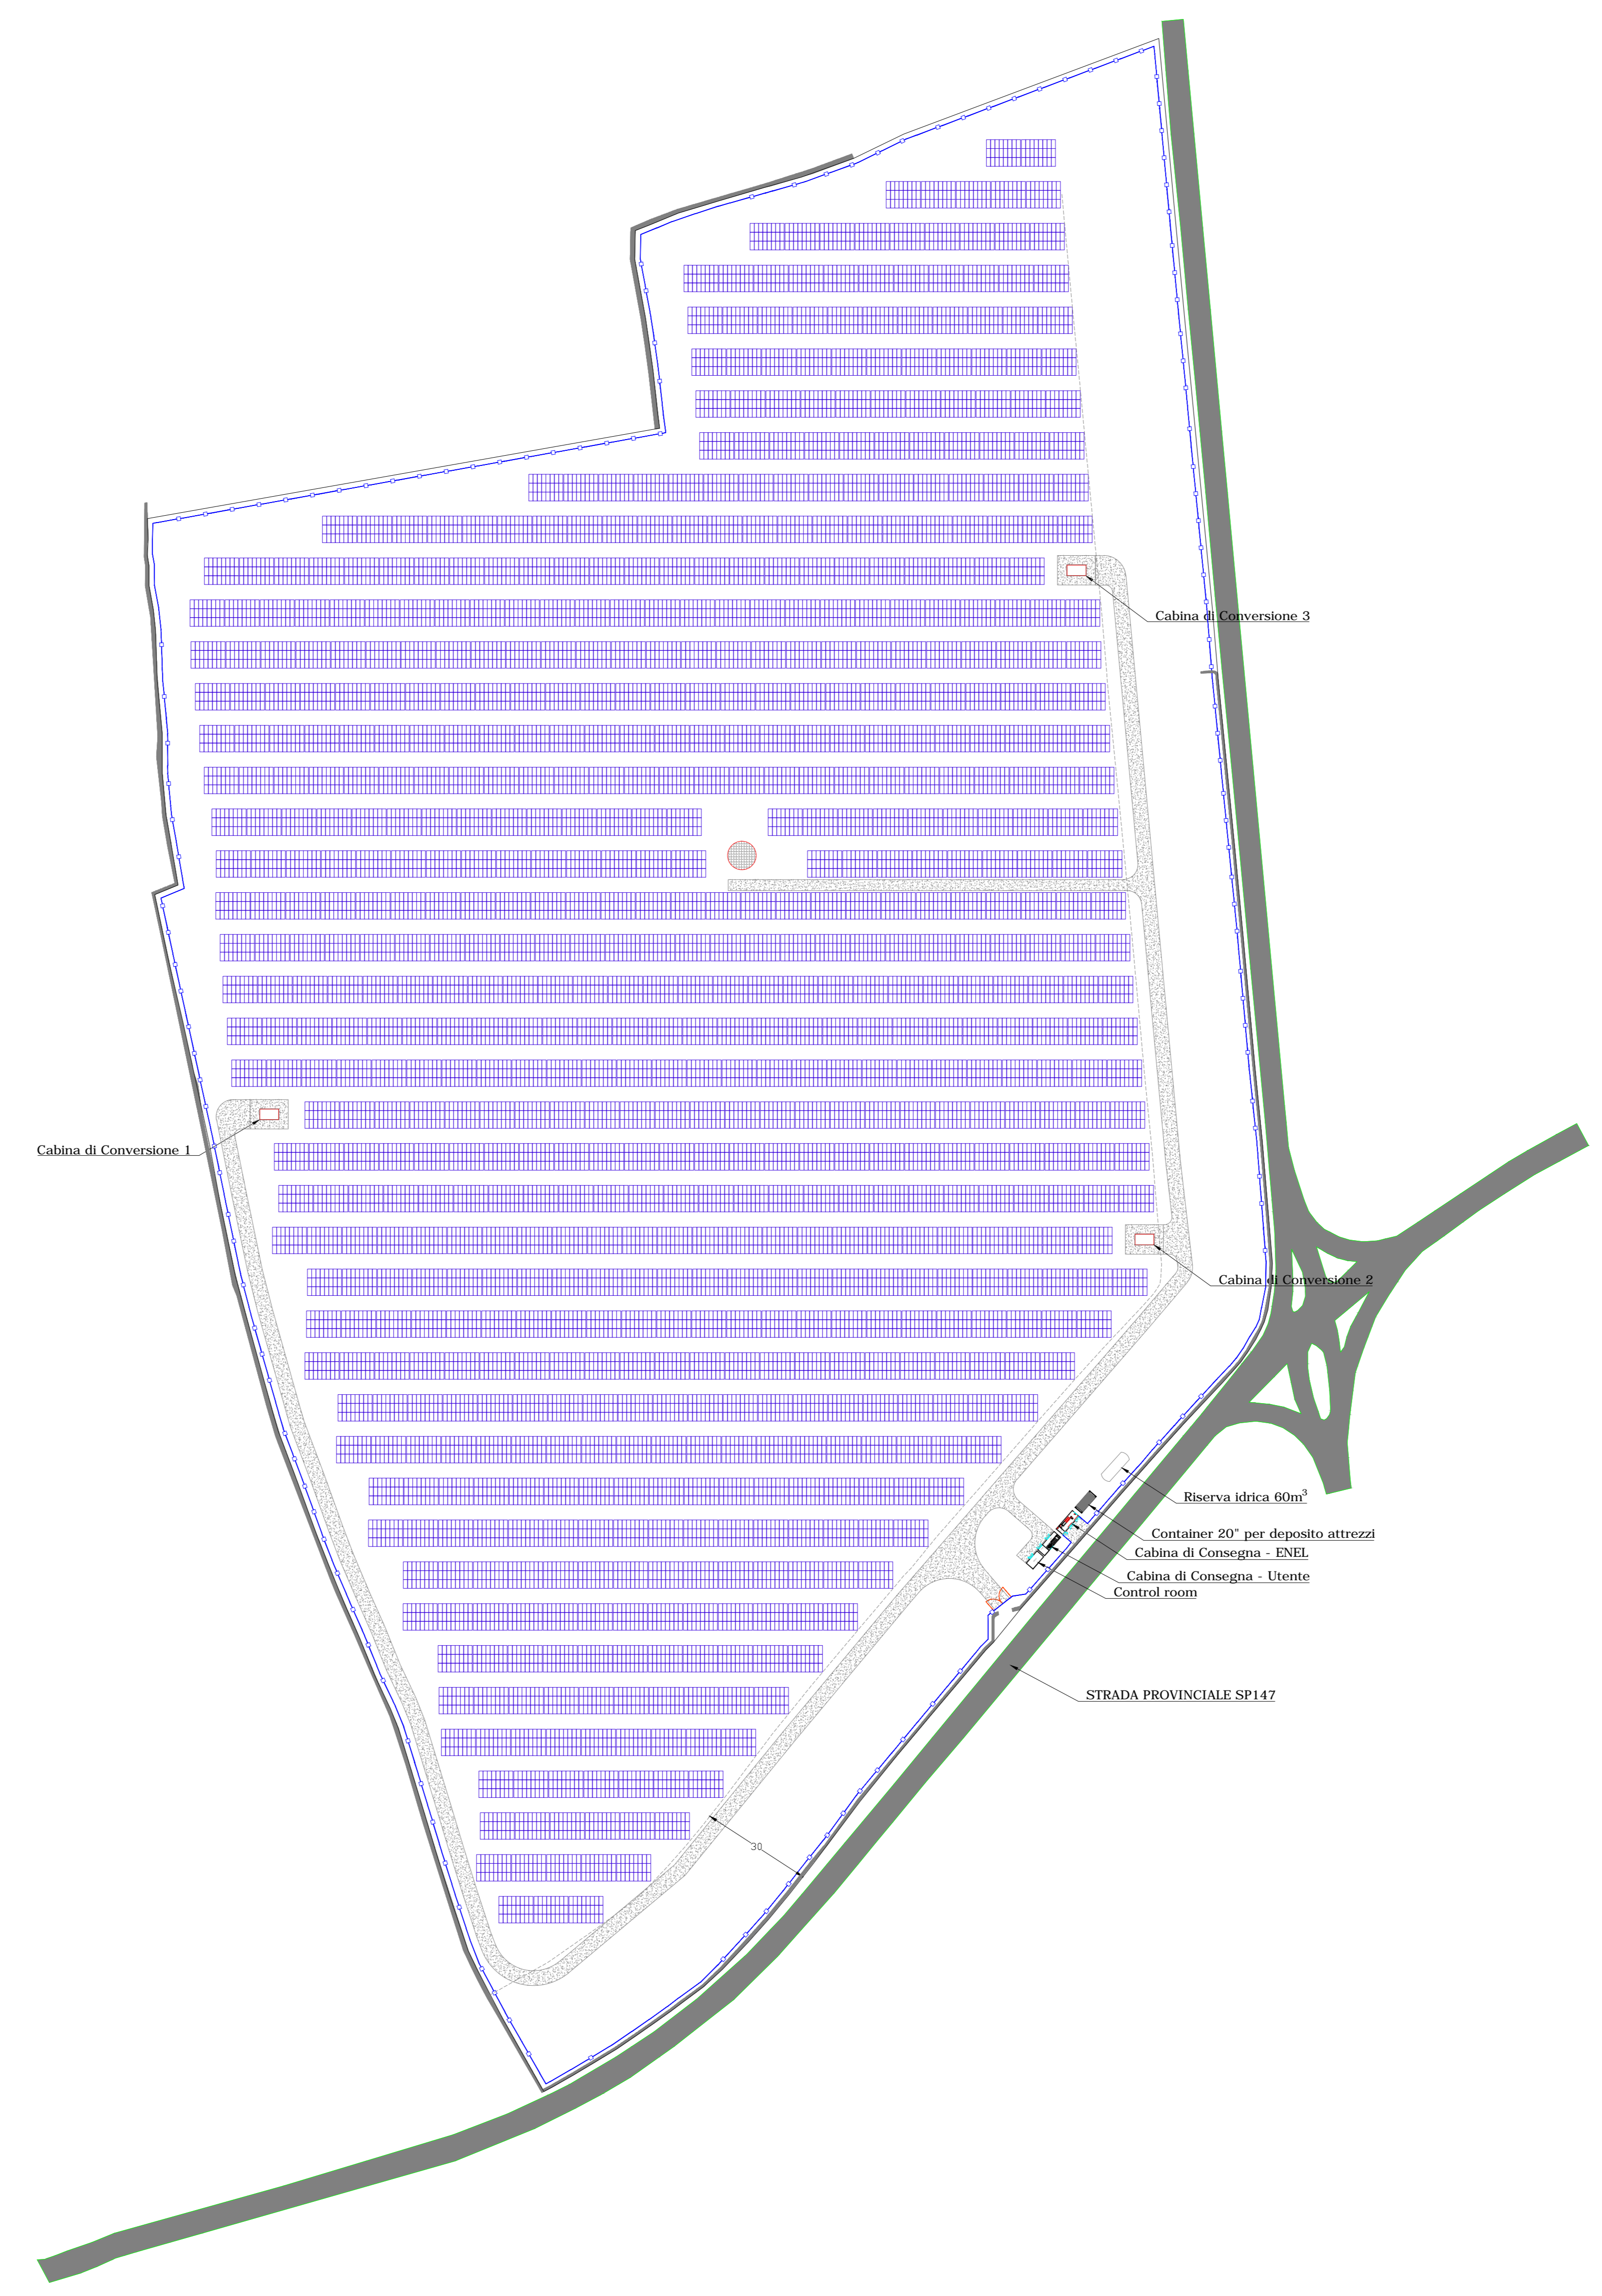 Cabina di Conversione 3
Cabina di Conversione 1
Cabina di Conversione 2
Riserva idrica 60m³
Container 20" per deposito attrezzi
Cabina di Consegna - ENEL
Cabina di Consegna - Utente
Control room
STRADA PROVINCIALE SP147
30